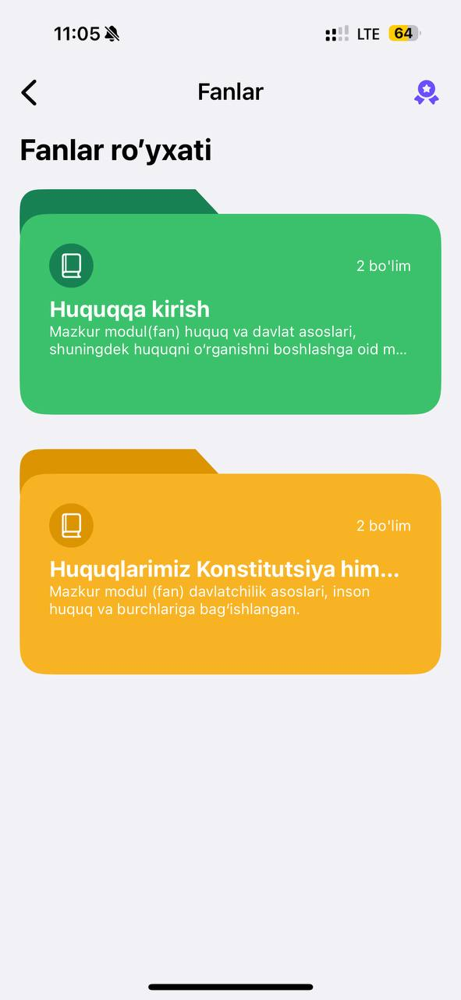 11:05
LTE 64
Fanlar
Fanlar ro’yxati
2 bo'lim
Huquqqa kirish
Mazkur modul(fan) huquq va davlat asoslari,
shuningdek huquqni o‘rganishni boshlashga oid m...
2 bo'lim
Huquqlarimiz Konstitutsiya him...
Mazkur modul (fan) davlatchilik asoslari, inson
huquq va burchlariga bag‘ishlangan.